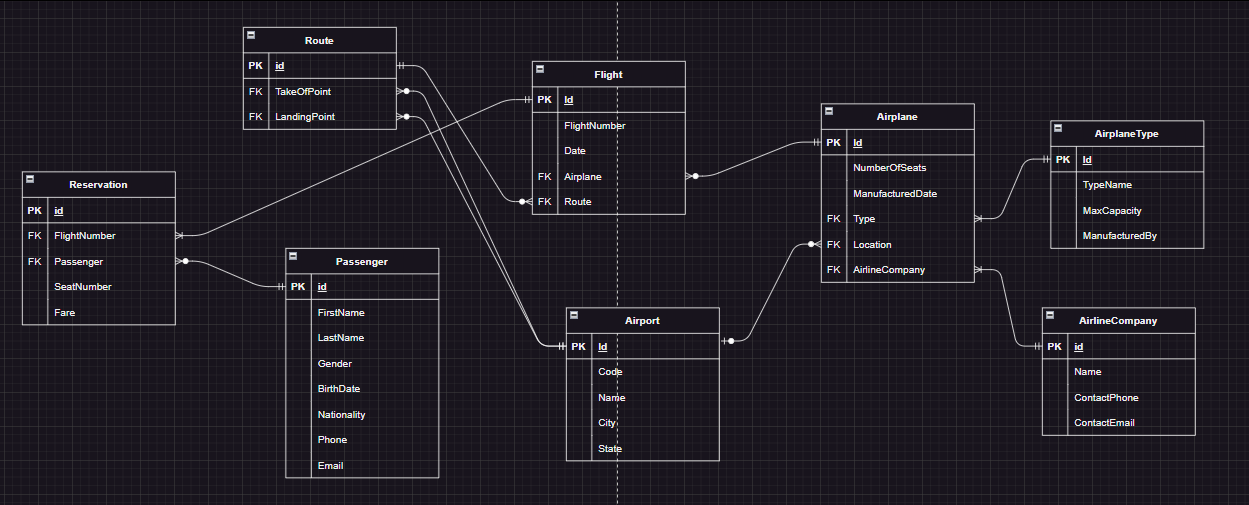 Route
PK id
FK TakeOfPoint
FK LandingPoint
Flight
PK Id
FlightNumber
Date
FK Airplane
FK Route
Airplane
PK Id
NumberOfSeats
ManufacturedDate
FK Type
FK Location
FK AirlineCompany
AirplaneType
PK Id
TypeName
MaxCapacity
ManufacturedBy
Reservation
PK id
FK FlightNumber
FK Passenger
SeatNumber
Fare
Passenger
PK id
FirstName
LastName
Gender
BirthDate
Nationality
Phone
Email
Airport
PK Id
Code
Name
City
State
AirlineCompany
PK id
Name
ContactPhone
ContactEmail